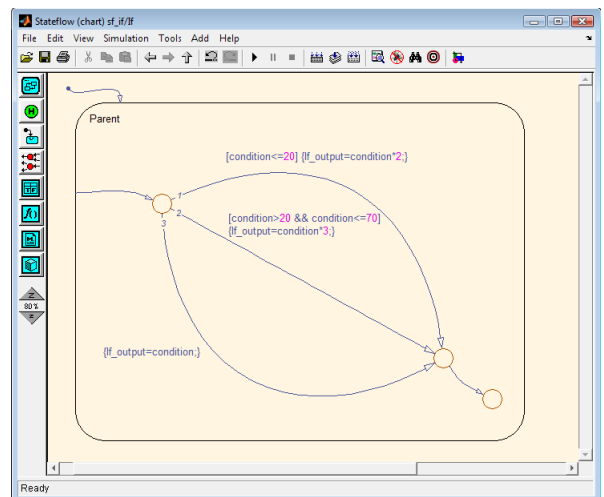 Stateflow (chart) sf_if/If
File Edit View Simulation Tools Add Help
Parent
[condition<=20] {If_output=condition*2;}
1
2
3
[condition>20 && condition<=70]
{If_output=condition*3;}
{If_output=condition;}
80%
Ready